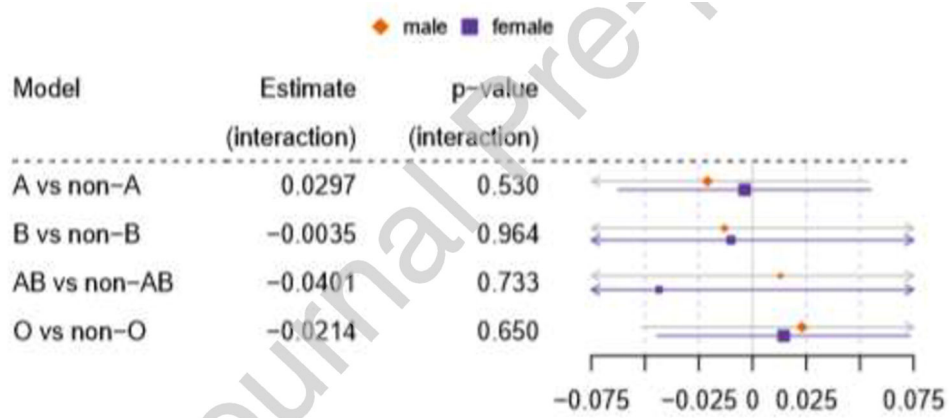 male female
Model Estimate p-value
(interaction) (interaction)
A vs non-A 0.0297 0.530
B vs non-B -0.0035 0.964
AB vs non-AB -0.0401 0.733
O vs non-O -0.0214 0.650
-0.075 -0.025 0 0.025 0.075
ournal Pre-